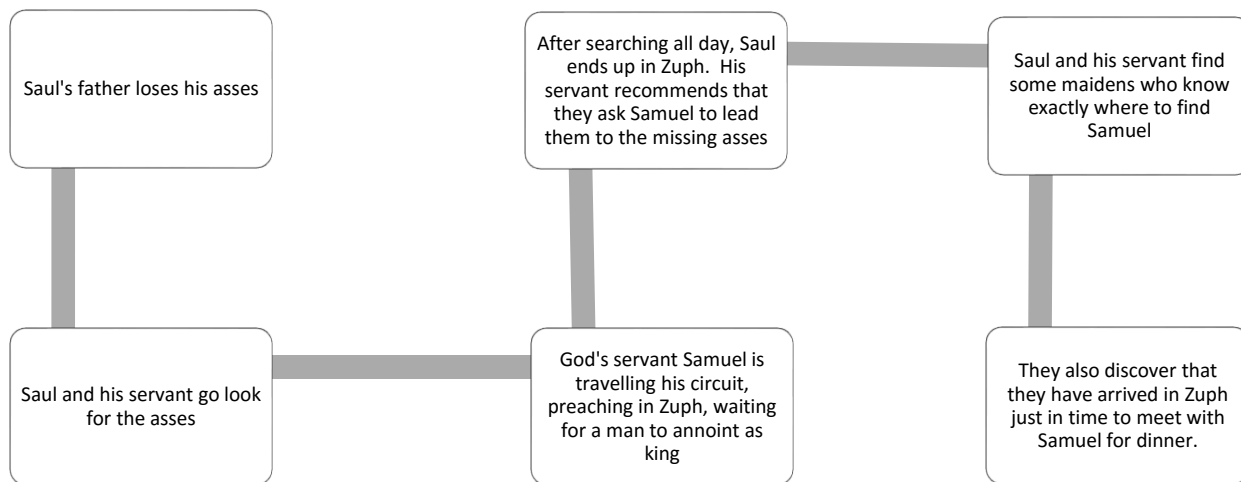 Saul's father loses his asses
Saul and his servant go look
for the asses
God's servant Samuel is
travelling his circuit,
preaching in Zuph, waiting
for a man to annoint as
king
After searching all day, Saul
ends up in Zuph.  His
servant recommends that
they ask Samuel to lead
them to the missing asses
Saul and his servant find
some maidens who know
exactly where to find
Samuel
They also discover that
they have arrived in Zuph
just in time to meet with
Samuel for dinner.